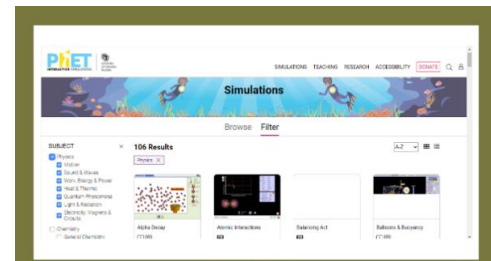 PhET
INTERACTIVE SIMULATIONS
SIMULATIONS TEACHING RESEARCH ACCESSIBILITY DONATE
Simulations
Browse Filter
SUBJECT ×
106 Results
A-Z
Physics
Motion
Sound & Waves
Work, Energy & Power
Heat & Thermo
Quantum Phenomena
Light & Radiation
Electricity, Magnets & Circuits
Chemistry
General Chemistry
Physics ×
Alpha Decay
Atomic Interactions
Balancing Act
Balloons & Buoyancy